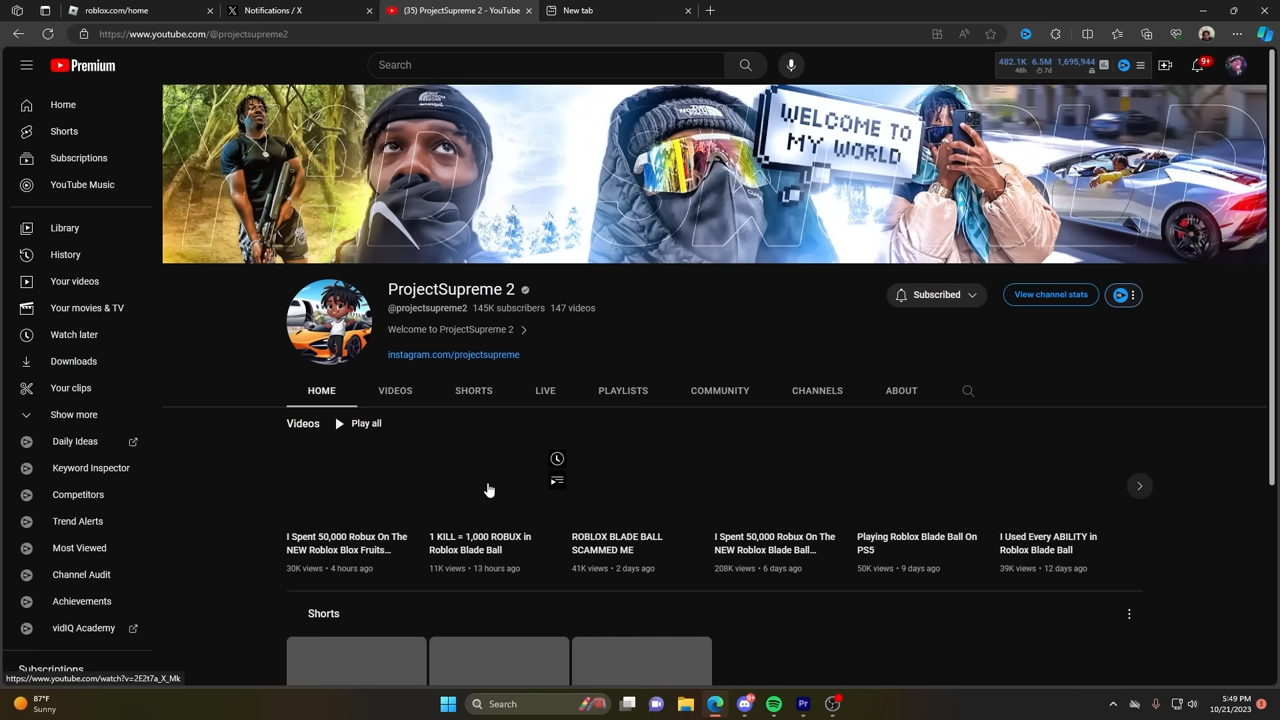 roblox.com/home
Notifications / X
(35) ProjectSupreme 2 - YouTube
New tab
https://www.youtube.com/@projectsupreme2
Premium
Search
482.1K 6.5M 1,695,944
48h 7d
9+
WELCOME TO
MY WORLD
Home
Shorts
Subscriptions
YouTube Music
Library
History
Your videos
Your movies & TV
Watch later
Downloads
Your clips
Show more
Daily Ideas
Keyword Inspector
Competitors
Trend Alerts
Most Viewed
Channel Audit
Achievements
vidIQ Academy
Subscriptions
ProjectSupreme 2
@projectsupreme2 145K subscribers 147 videos
Welcome to ProjectSupreme 2
instagram.com/projectsupreme
Subscribed
View channel stats
HOME VIDEOS SHORTS LIVE PLAYLISTS COMMUNITY CHANNELS ABOUT
Videos Play all
I Spent 50,000 Robux On The
NEW Roblox Blox Fruits...
30K views • 4 hours ago
1 KILL = 1,000 ROBUX in
Roblox Blade Ball
11K views • 13 hours ago
ROBLOX BLADE BALL
SCAMMED ME
41K views • 2 days ago
I Spent 50,000 Robux On The
NEW Roblox Blade Ball...
208K views • 6 days ago
Playing Roblox Blade Ball On
PS5
50K views • 9 days ago
I Used Every ABILITY in
Roblox Blade Ball
39K views • 12 days ago
Shorts
https://www.youtube.com/watch?v=2E2t7a_X_Mk
87°F
Sunny
Search
9+
Pr
5:49 PM
10/21/2023
3